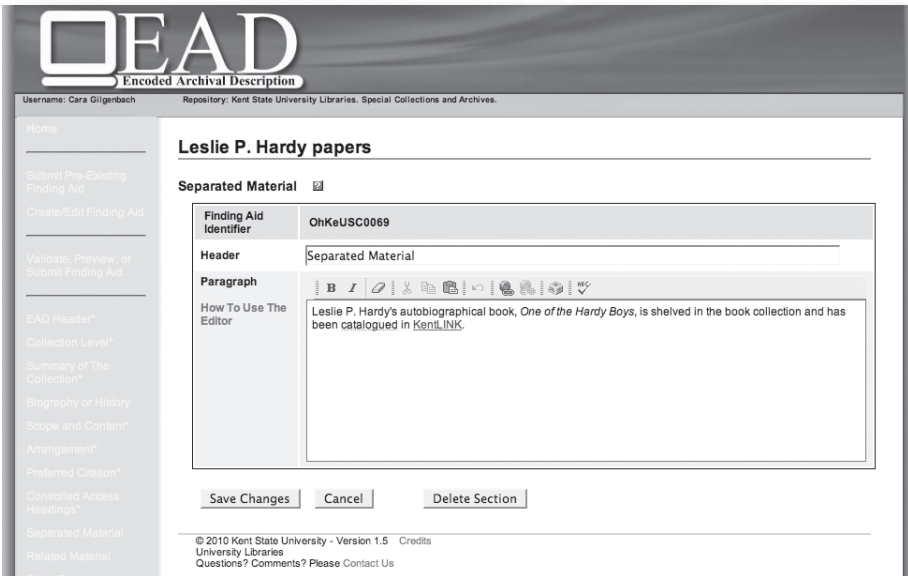 EAD
Encoded Archival Description
Username: Cara Gilgenbach Repository: Kent State University Libraries. Special Collections and Archives.
Home
Submit Pre-Existing
Finding Aid
Create/Edit Finding Aid
Validate, Preview, or
Submit Finding Aid
EAD Header*
Collection Level*
Summary of The
Collection*
Biography or History
Scope and Content*
Arrangement*
Preferred Citation*
Controlled Access
Headings*
Separated Material
Related Material
Leslie P. Hardy papers
Separated Material ?
Finding Aid
Identifier
OhKeUSC0069
Header
Separated Material
Paragraph
How To Use The
Editor
B I ABC
Leslie P. Hardy's autobiographical book, One of the Hardy Boys, is shelved in the book collection and has
been catalogued in KentLINK.
Save Changes Cancel Delete Section
© 2010 Kent State University - Version 1.5 Credits
University Libraries
Questions? Comments? Please Contact Us